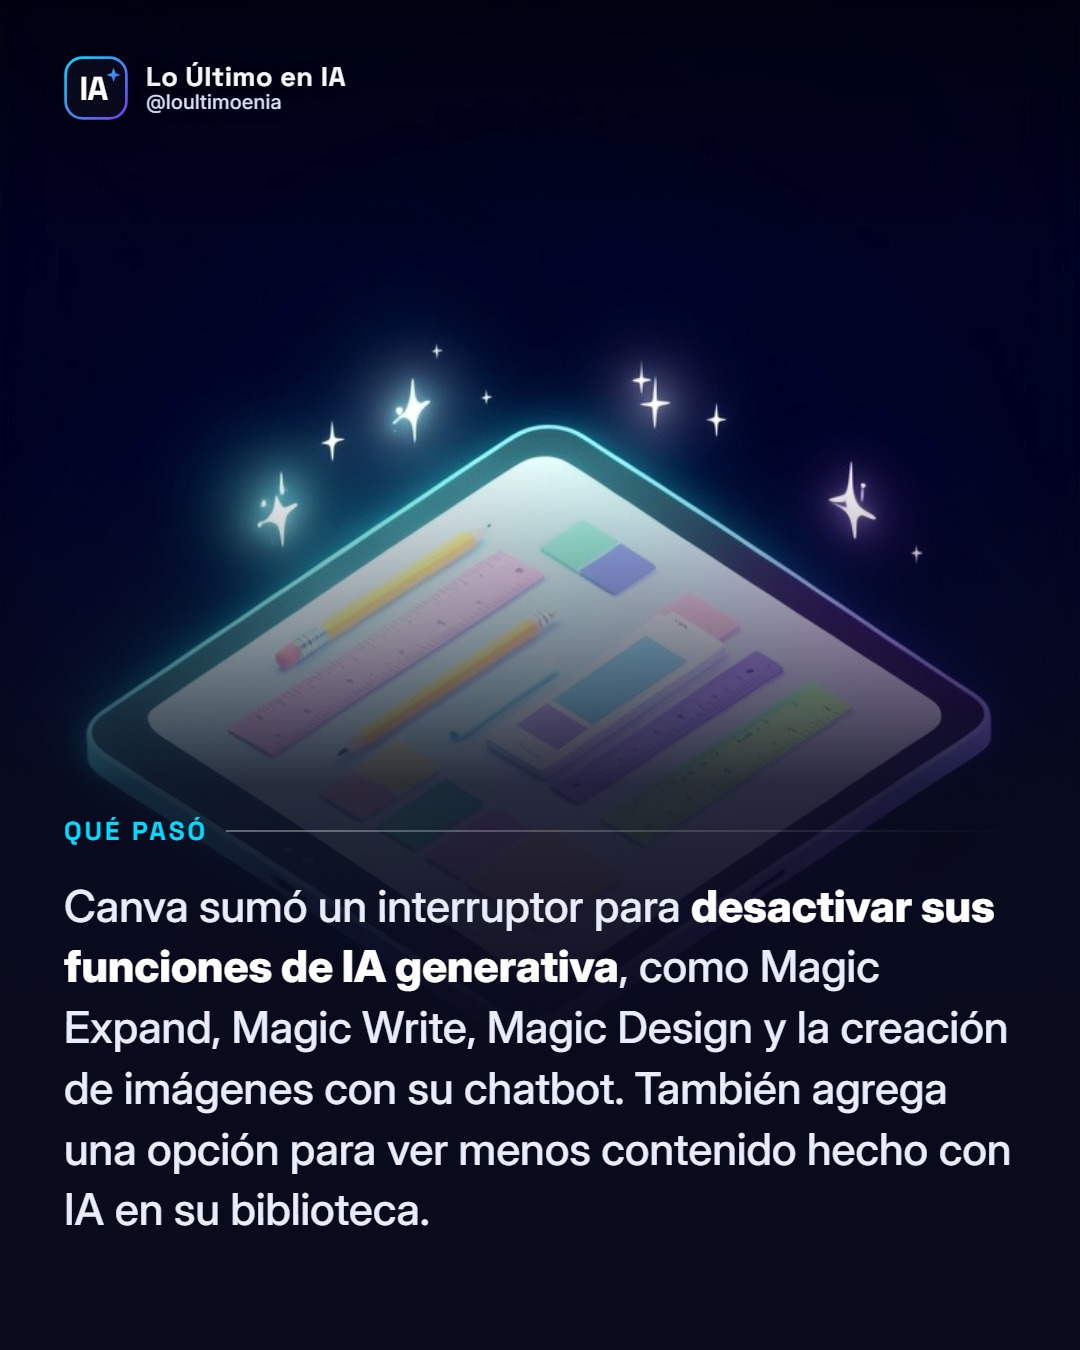 IA
Lo Último en IA
@loultimoenia
QUÉ PASÓ
Canva sumó un interruptor para desactivar sus
funciones de IA generativa, como Magic
Expand, Magic Write, Magic Design y la creación
de imágenes con su chatbot. También agrega
una opción para ver menos contenido hecho con
IA en su biblioteca.